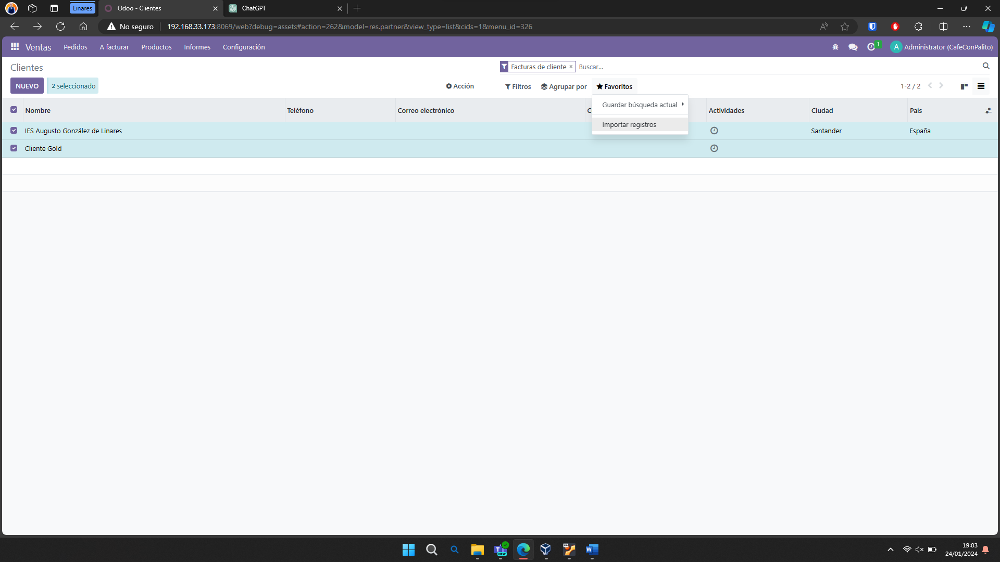 Linares
Odoo - Clientes
ChatGPT
No seguro
192.168.33.173:8069/web?debug=assets#action=262&model=res.partner&view_type=list&cids=1&menu_id=326
Ventas Pedidos A facturar Productos Informes Configuración
1
A Administrator (CafeConPalito)
Clientes
Facturas de cliente × Buscar...
NUEVO 2 seleccionado
Acción
Filtros Agrupar por Favoritos
1-2 / 2
Guardar búsqueda actual
Importar registros
Nombre Teléfono Correo electrónico C Actividades Ciudad País
IES Augusto González de Linares Santander España
Cliente Gold
NEW
64
W
19:03
24/01/2024